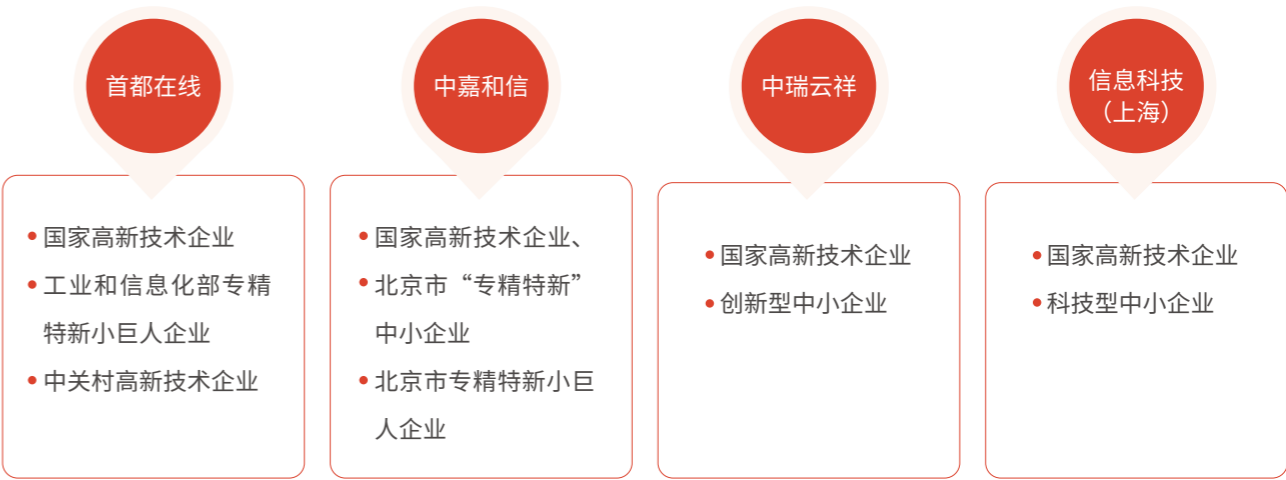 首都在线
国家高新技术企业
工业和信息化部专精
特新小巨人企业
中关村高新技术企业
中嘉和信
国家高新技术企业、
北京市“专精特新”
中小企业
北京市专精特新小巨
人企业
中瑞云祥
国家高新技术企业
创新型中小企业
信息科技
（上海）
国家高新技术企业
科技型中小企业